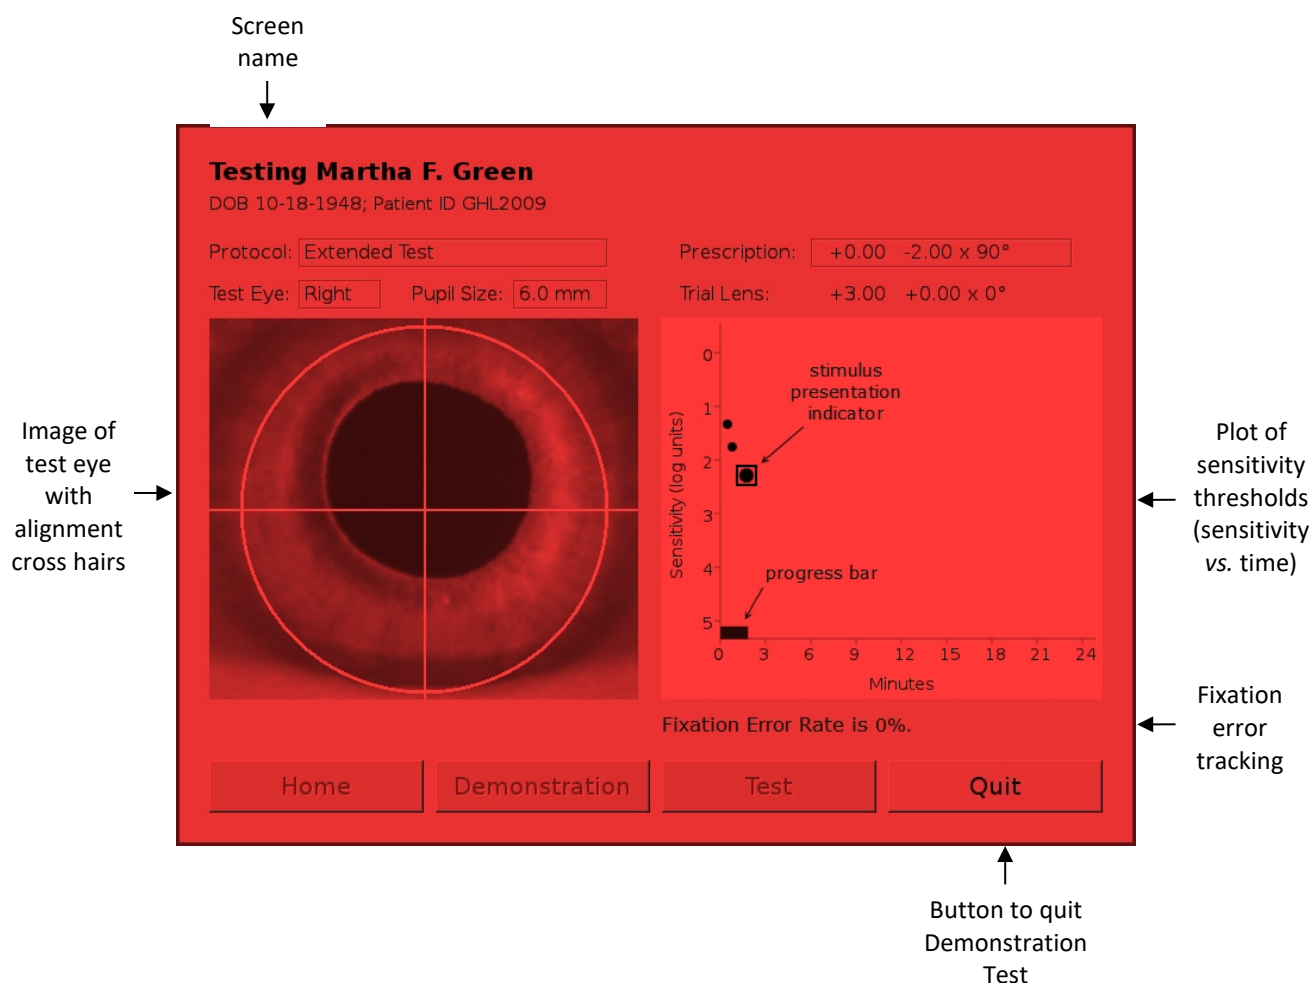 Screen
name
Testing Martha F. Green
DOB 10-18-1948; Patient ID GHL2009
Protocol: Extended Test
Prescription: +0.00 -2.00 x 90°
Test Eye: Right Pupil Size: 6.0 mm
Trial Lens: +3.00 +0.00 x 0°
Image of
test eye
with
alignment
cross hairs
Sensitivity (log units)
0
1
2
3
4
5
stimulus
presentation
indicator
progress bar
0 3 6 9 12 15 18 21 24
Minutes
Plot of
sensitivity
thresholds
(sensitivity
vs. time)
Fixation Error Rate is 0%.
Fixation
error
tracking
Home Demonstration Test Quit
Button to quit
Demonstration
Test